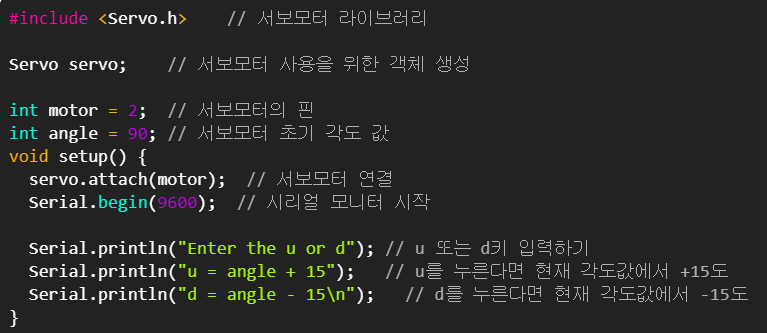 #include <Servo.h>    // 서보모터 라이브러리
Servo servo;    // 서보모터 사용을 위한 객체 생성
int motor = 2;  // 서보모터의 핀
int angle = 90; // 서보모터 초기 각도 값
void setup() {
  servo.attach(motor);  // 서보모터 연결
  Serial.begin(9600);  // 시리얼 모니터 시작
  Serial.println("Enter the u or d"); // u 또는 d키 입력하기
  Serial.println("u = angle + 15");   // u를 누른다면 현재 각도값에서 +15도
  Serial.println("d = angle - 15\n");   // d를 누른다면 현재 각도값에서 -15도
}